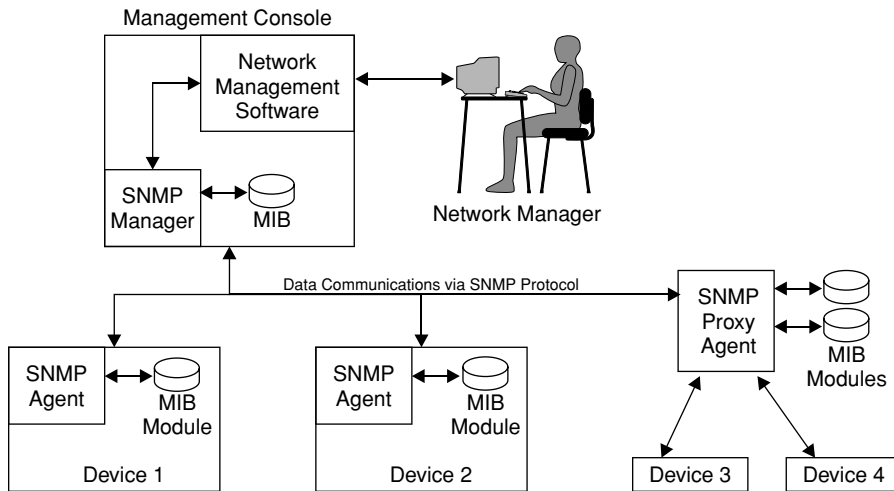 Management Console
Network
Management
Software
SNMP
Manager
MIB
Network Manager
Data Communications via SNMP Protocol
SNMP
Proxy
Agent
MIB
Modules
SNMP
Agent
MIB
Module
Device 1
SNMP
Agent
MIB
Module
Device 2
Device 3
Device 4